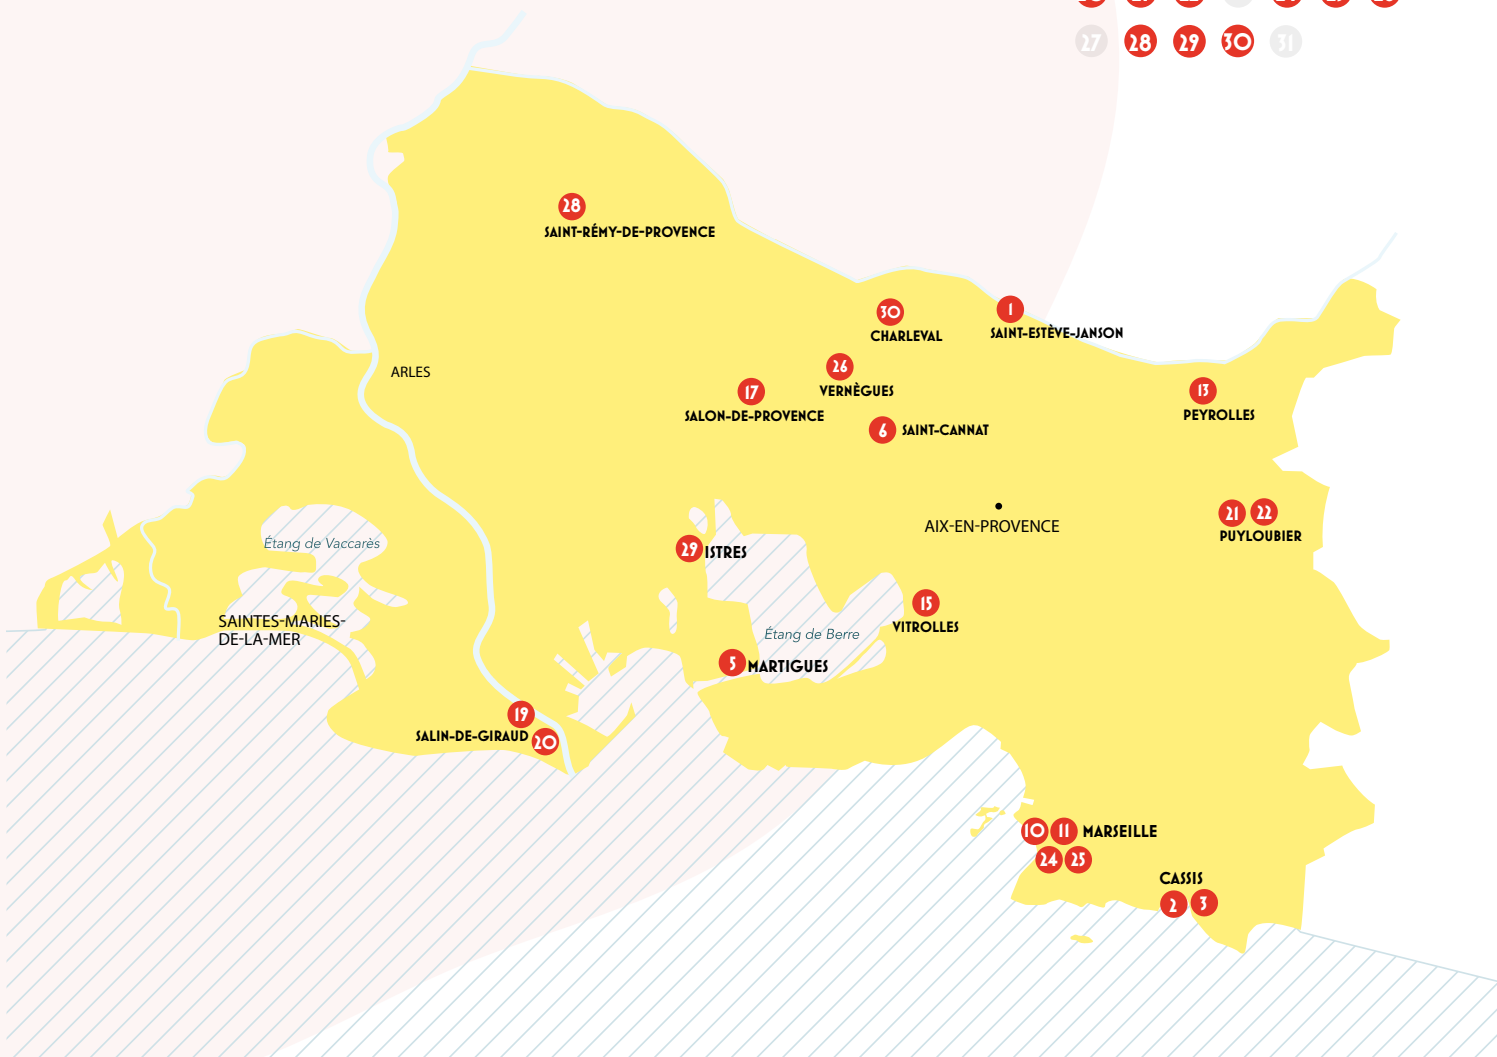 27 28 29 30 31
28
SAINT-RÉMY-DE-PROVENCE
30
CHARLEVAL
1
SAINT-ESTÈVE-JANSON
ARLES
26
VERNÈGUES
17
SALON-DE-PROVENCE
13
PEYROLLES
6 SAINT-CANNAT
AIX-EN-PROVENCE
21 22
PUYLOUBIER
Étang de Vaccarès
29 ISTRES
15
VITROLLES
SAINTES-MARIES-
DE-LA-MER
Étang de Berre
5 MARTIGUES
19
SALIN-DE-GIRAUD 20
10 11 MARSEILLE
24 25
CASSIS
2 3